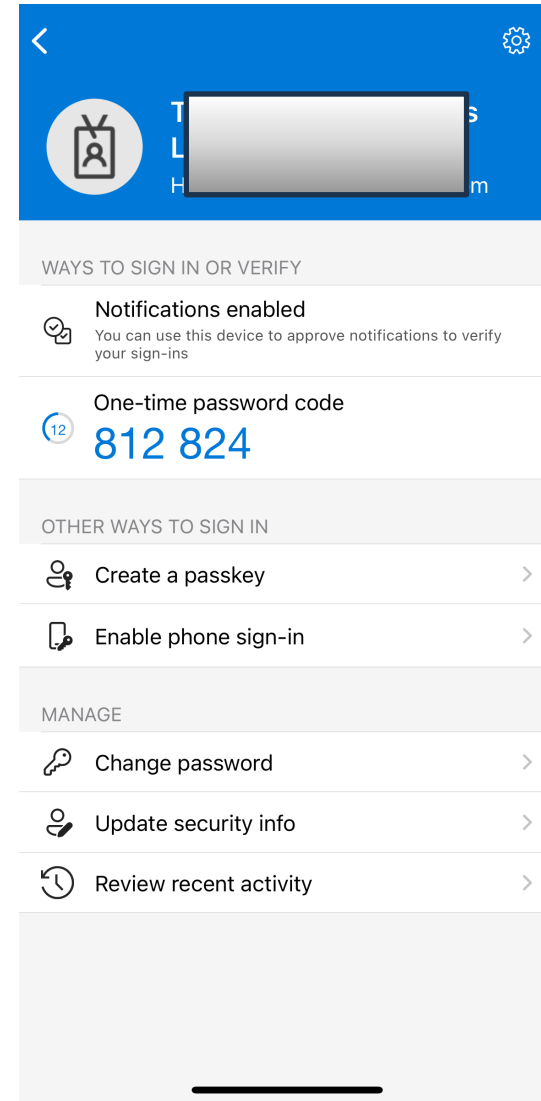 WAYS TO SIGN IN OR VERIFY
Notifications enabled
You can use this device to approve notifications to verify
your sign-ins
One-time password code
12
812 824
OTHER WAYS TO SIGN IN
Create a passkey
Enable phone sign-in
MANAGE
Change password
Update security info
Review recent activity